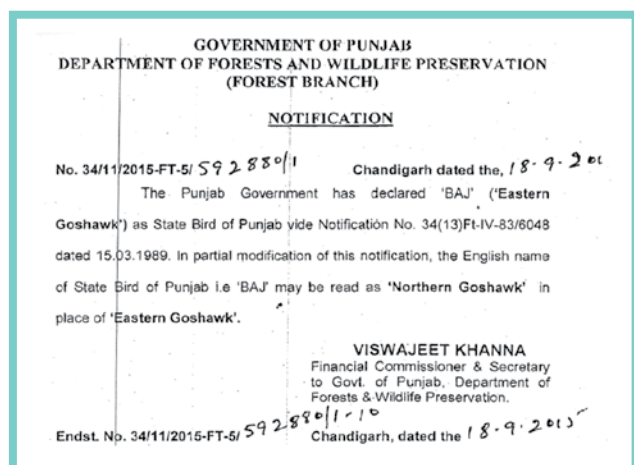 GOVERNMENT OF PUNJAB
DEPARTMENT OF FORESTS AND WILDLIFE PRESERVATION
(FOREST BRANCH)
NOTIFICATION
No. 34/11/2015-FT-5/ 592880/1 Chandigarh dated the, 18.9.201
The Punjab Government has declared 'BAJ' ('Eastern
Goshawk') as State Bird of Punjab vide Notification No. 34(13)Ft-IV-83/6048
dated 15.03.1989. In partial modification of this notification, the English name
of State Bird of Punjab i.e 'BAJ' may be read as 'Northern Goshawk' in
place of 'Eastern Goshawk'.
VISWAJEET KHANNA
Financial Commissioner & Secretary
to Govt. of Punjab, Department of
Forests & Wildlife Preservation.
Endst. No. 34/11/2015-FT-5/ 592880/1-10 Chandigarh, dated the 18.9.2015